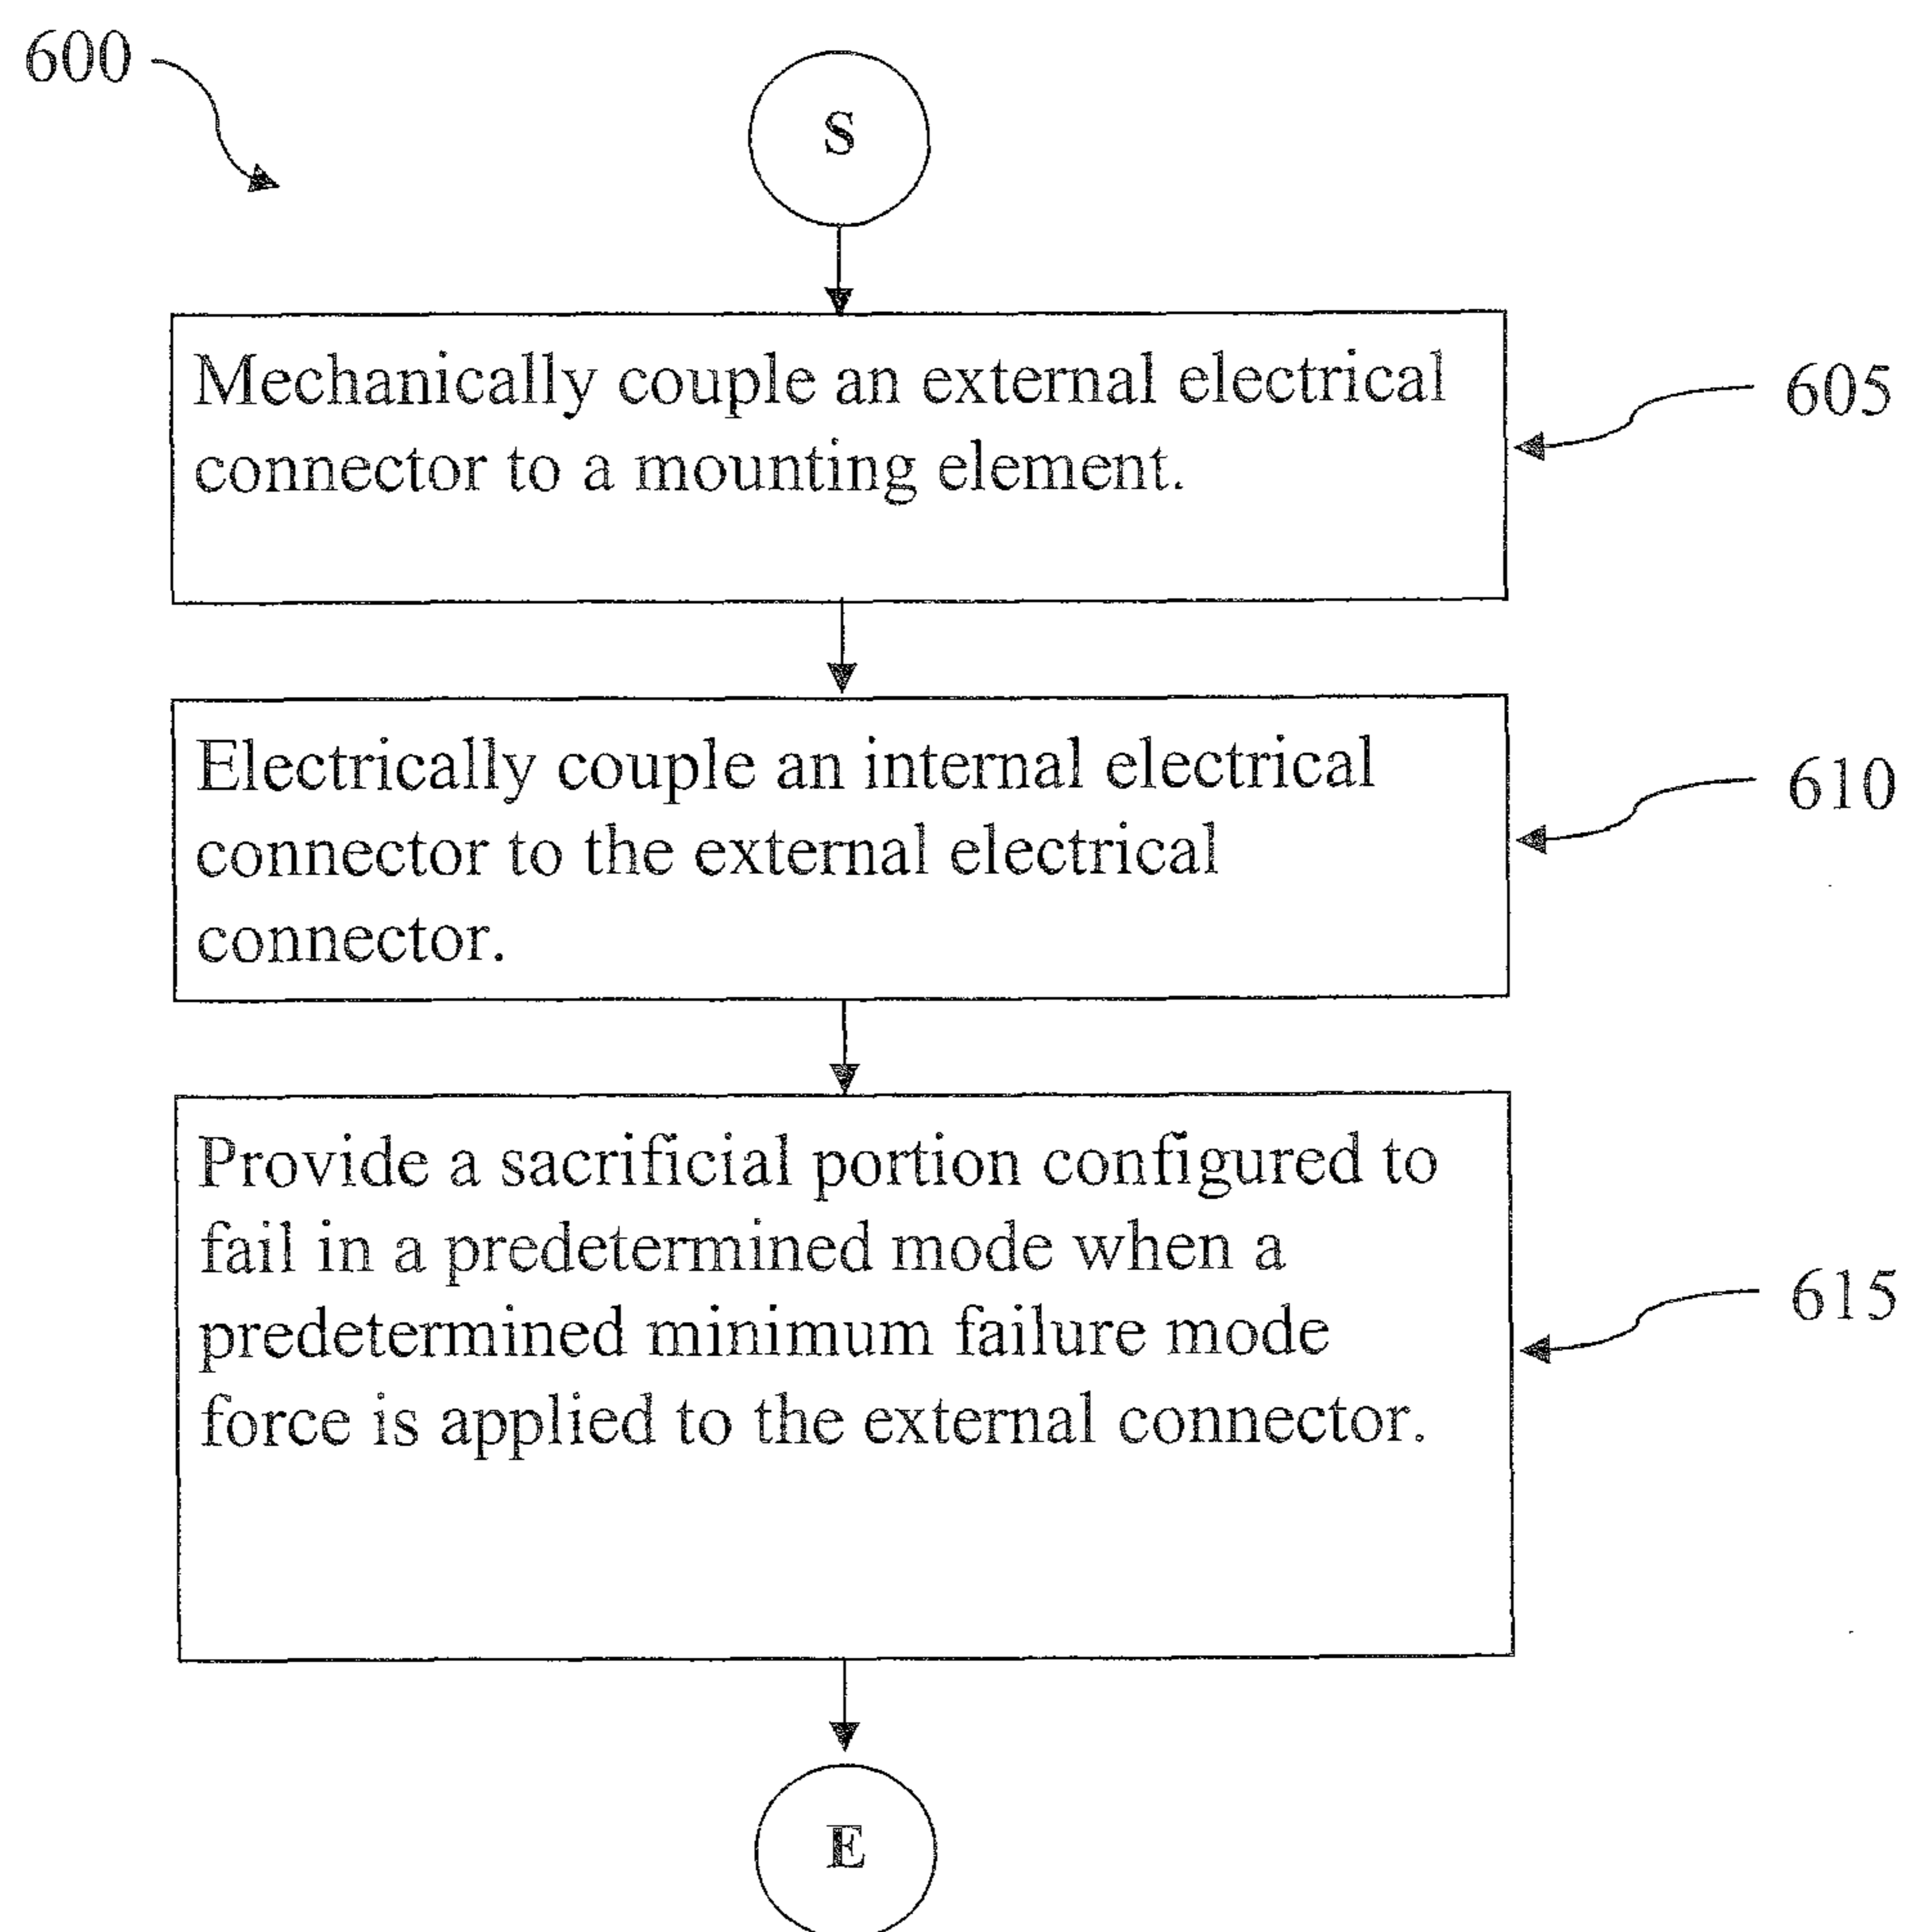 600
S
Mechanically couple an external electrical
connector to a mounting element.
605
Electrically couple an internal electrical
connector to the external electrical
connector.
610
Provide a sacrificial portion configured to
fail in a predetermined mode when a
predetermined minimum failure mode
force is applied to the external connector.
615
E